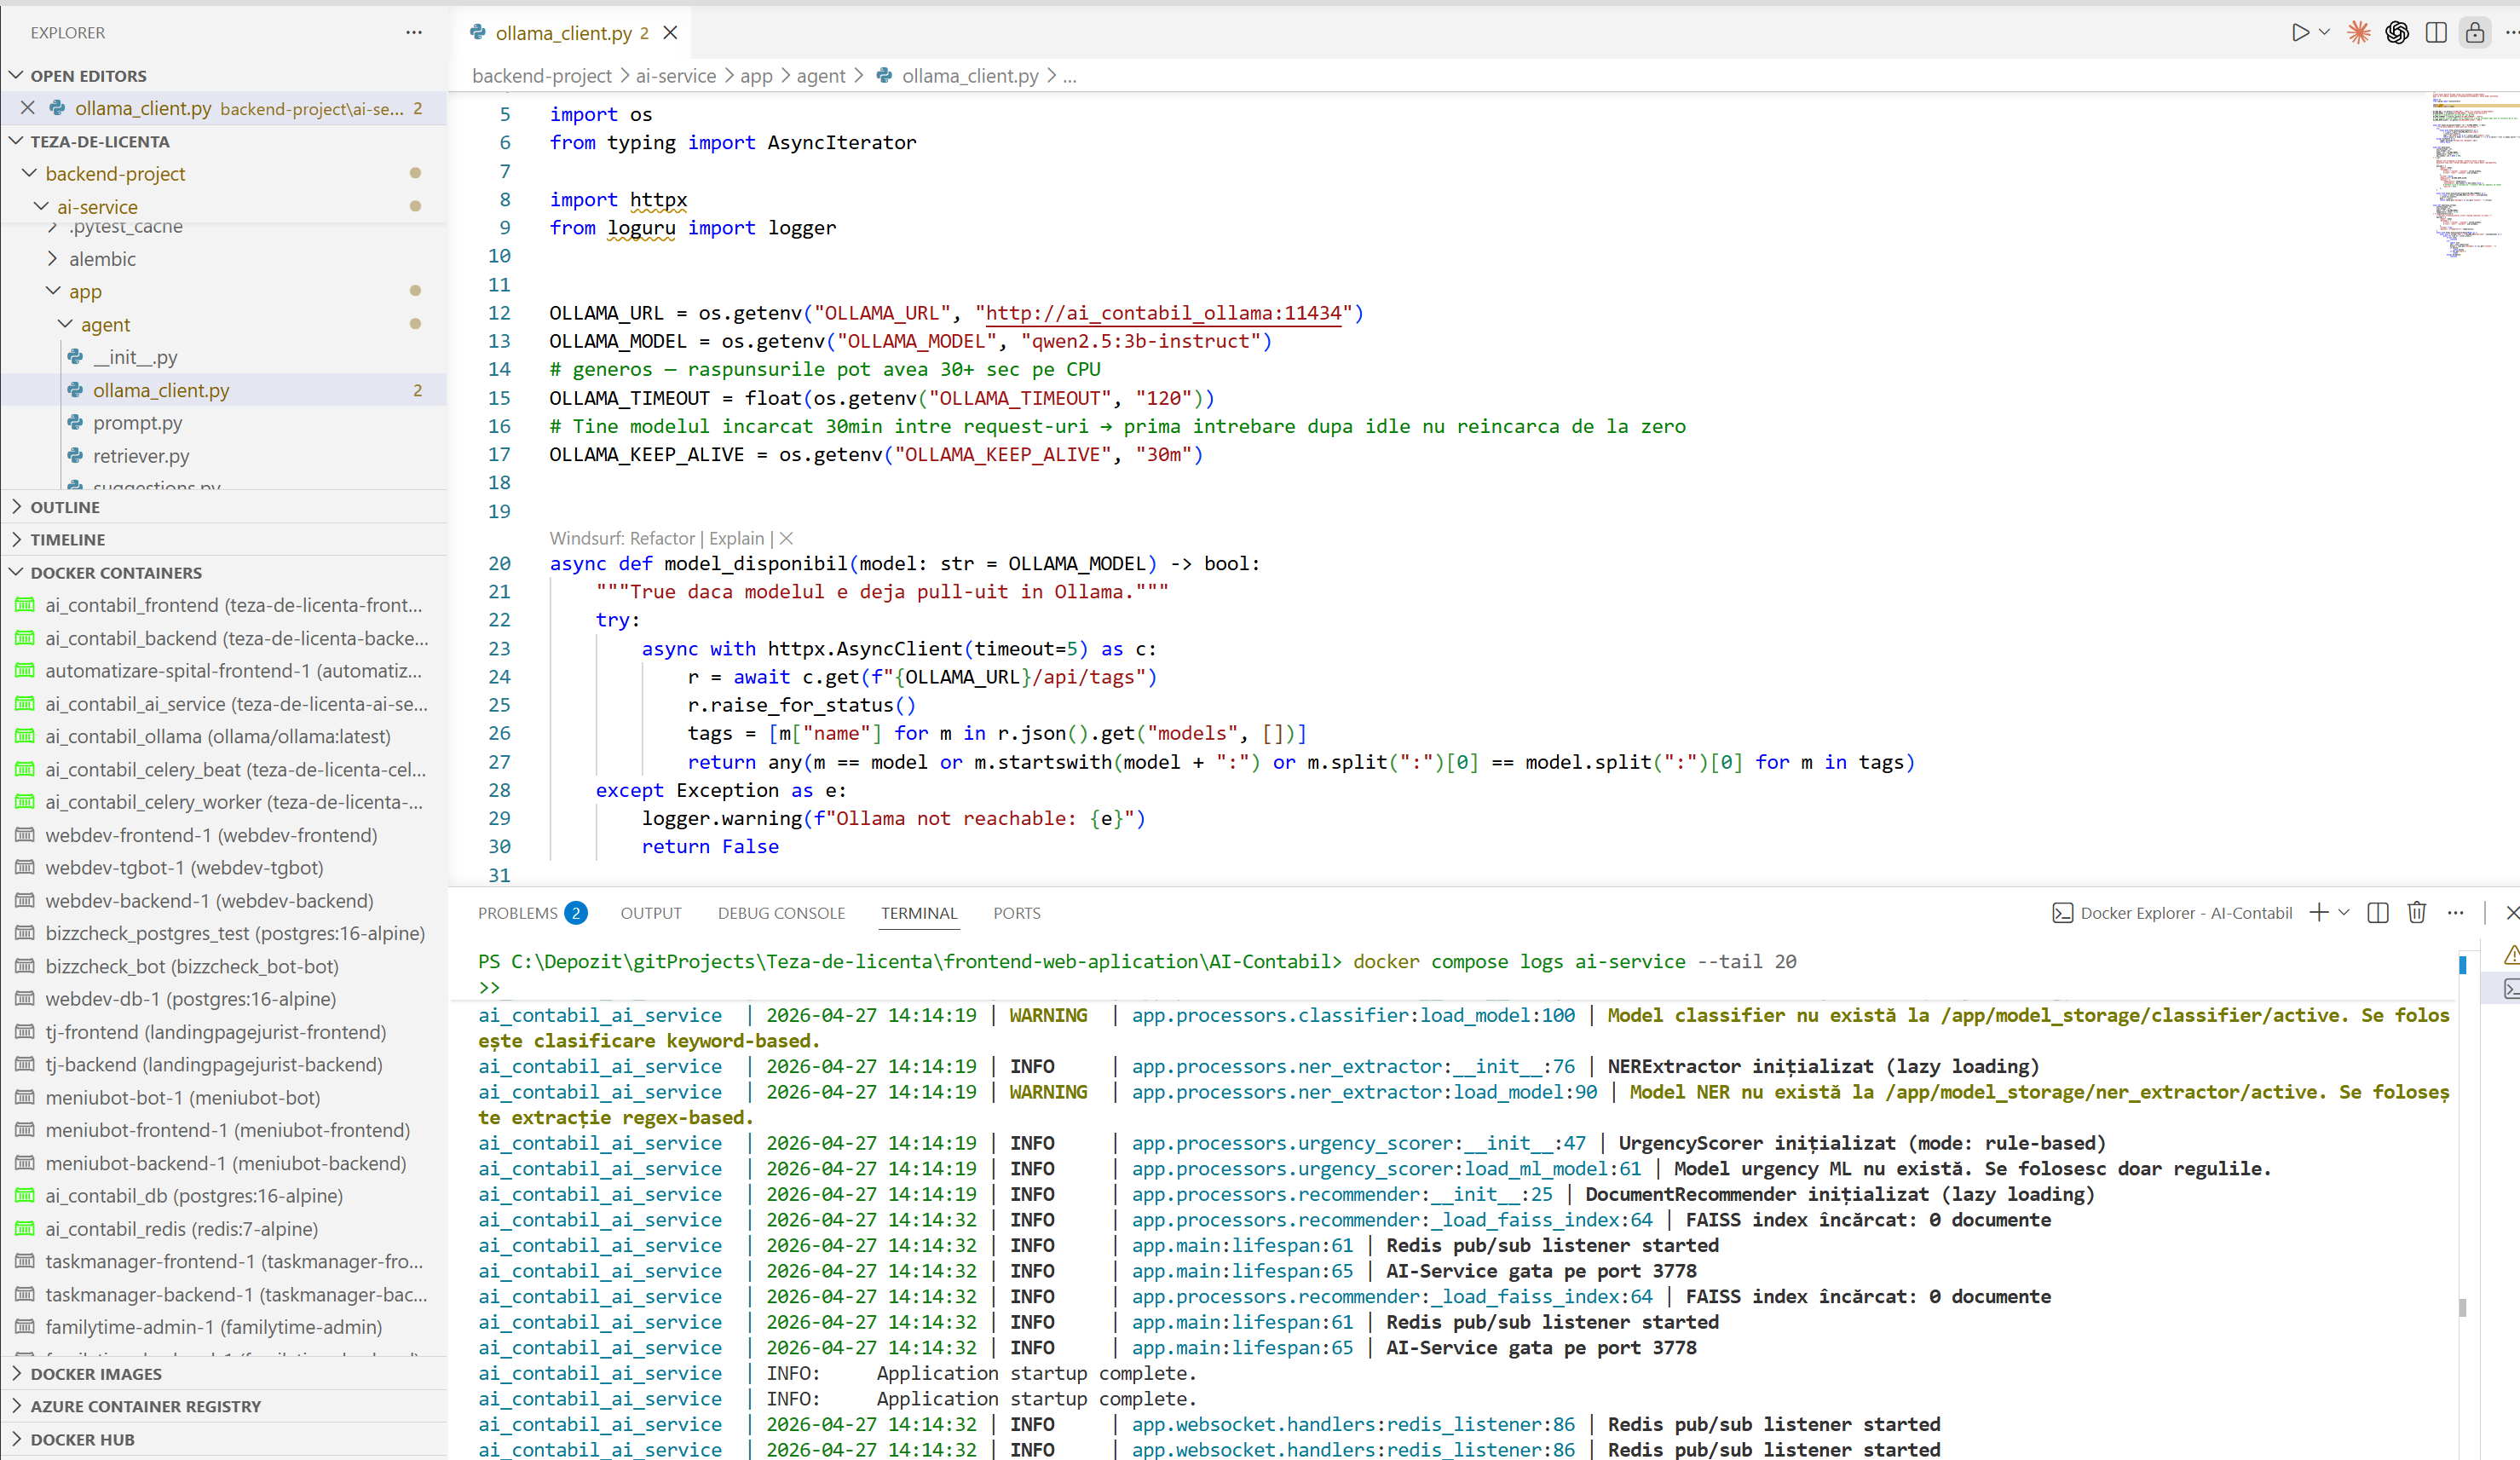 EXPLORER
OPEN EDITORS
ollama_client.py backend-project\ai-se... 2
TEZA-DE-LICENTA
backend-project
ai-service
.pytest_cache
alembic
app
agent
__init__.py
ollama_client.py 2
prompt.py
retriever.py
suggestions.py
OUTLINE
TIMELINE
DOCKER CONTAINERS
ai_contabil_frontend (teza-de-licenta-front...
ai_contabil_backend (teza-de-licenta-backe...
automatizare-spital-frontend-1 (automatiz...
ai_contabil_ai_service (teza-de-licenta-ai-se...
ai_contabil_ollama (ollama/ollama:latest)
ai_contabil_celery_beat (teza-de-licenta-cel...
ai_contabil_celery_worker (teza-de-licenta-...
webdev-frontend-1 (webdev-frontend)
webdev-tgbot-1 (webdev-tgbot)
webdev-backend-1 (webdev-backend)
bizzcheck_postgres_test (postgres:16-alpine)
bizzcheck_bot (bizzcheck_bot-bot)
webdev-db-1 (postgres:16-alpine)
tj-frontend (landingpagejurist-frontend)
tj-backend (landingpagejurist-backend)
meniubot-bot-1 (meniubot-bot)
meniubot-frontend-1 (meniubot-frontend)
meniubot-backend-1 (meniubot-backend)
ai_contabil_db (postgres:16-alpine)
ai_contabil_redis (redis:7-alpine)
taskmanager-frontend-1 (taskmanager-fro...
taskmanager-backend-1 (taskmanager-bac...
familytime-admin-1 (familytime-admin)
DOCKER IMAGES
AZURE CONTAINER REGISTRY
DOCKER HUB
ollama_client.py 2
backend-project > ai-service > app > agent > ollama_client.py > ...
5 import os
6 from typing import AsyncIterator
7
8 import httpx
9 from loguru import logger
10
11
12 OLLAMA_URL = os.getenv("OLLAMA_URL", "http://ai_contabil_ollama:11434")
13 OLLAMA_MODEL = os.getenv("OLLAMA_MODEL", "qwen2.5:3b-instruct")
14 # generos — raspunsurile pot avea 30+ sec pe CPU
15 OLLAMA_TIMEOUT = float(os.getenv("OLLAMA_TIMEOUT", "120"))
16 # Tine modelul incarcat 30min intre request-uri → prima intrebare dupa idle nu reincarca de la zero
17 OLLAMA_KEEP_ALIVE = os.getenv("OLLAMA_KEEP_ALIVE", "30m")
18
19
Windsurf: Refactor | Explain | ×
20 async def model_disponibil(model: str = OLLAMA_MODEL) -> bool:
21 """True daca modelul e deja pull-uit in Ollama."""
22 try:
23 async with httpx.AsyncClient(timeout=5) as c:
24 r = await c.get(f"{OLLAMA_URL}/api/tags")
25 r.raise_for_status()
26 tags = [m["name"] for m in r.json().get("models", [])]
27 return any(m == model or m.startswith(model + ":") or m.split(":")[0] == model.split(":")[0] for m in tags)
28 except Exception as e:
29 logger.warning(f"Ollama not reachable: {e}")
30 return False
31
PROBLEMS 2 OUTPUT DEBUG CONSOLE TERMINAL PORTS
Docker Explorer - AI-Contabil
PS C:\Depozit\gitProjects\Teza-de-licenta\frontend-web-aplication\AI-Contabil> docker compose logs ai-service --tail 20
>>
ai_contabil_ai_service | 2026-04-27 14:14:19 | WARNING | app.processors.classifier:load_model:100 | Model classifier nu există la /app/model_storage/classifier/active. Se folos
ește clasificare keyword-based.
ai_contabil_ai_service | 2026-04-27 14:14:19 | INFO | app.processors.ner_extractor:__init__:76 | NERExtractor inițializat (lazy loading)
ai_contabil_ai_service | 2026-04-27 14:14:19 | WARNING | app.processors.ner_extractor:load_model:90 | Model NER nu există la /app/model_storage/ner_extractor/active. Se foloseș
te extracție regex-based.
ai_contabil_ai_service | 2026-04-27 14:14:19 | INFO | app.processors.urgency_scorer:__init__:47 | UrgencyScorer inițializat (mode: rule-based)
ai_contabil_ai_service | 2026-04-27 14:14:19 | INFO | app.processors.urgency_scorer:load_ml_model:61 | Model urgency ML nu există. Se folosesc doar regulile.
ai_contabil_ai_service | 2026-04-27 14:14:19 | INFO | app.processors.recommender:__init__:25 | DocumentRecommender inițializat (lazy loading)
ai_contabil_ai_service | 2026-04-27 14:14:32 | INFO | app.processors.recommender:_load_faiss_index:64 | FAISS index încărcat: 0 documente
ai_contabil_ai_service | 2026-04-27 14:14:32 | INFO | app.main:lifespan:61 | Redis pub/sub listener started
ai_contabil_ai_service | 2026-04-27 14:14:32 | INFO | app.main:lifespan:65 | AI-Service gata pe port 3778
ai_contabil_ai_service | 2026-04-27 14:14:32 | INFO | app.processors.recommender:_load_faiss_index:64 | FAISS index încărcat: 0 documente
ai_contabil_ai_service | 2026-04-27 14:14:32 | INFO | app.main:lifespan:61 | Redis pub/sub listener started
ai_contabil_ai_service | 2026-04-27 14:14:32 | INFO | app.main:lifespan:65 | AI-Service gata pe port 3778
ai_contabil_ai_service | INFO: Application startup complete.
ai_contabil_ai_service | INFO: Application startup complete.
ai_contabil_ai_service | 2026-04-27 14:14:32 | INFO | app.websocket.handlers:redis_listener:86 | Redis pub/sub listener started
ai_contabil_ai_service | 2026-04-27 14:14:32 | INFO | app.websocket.handlers:redis_listener:86 | Redis pub/sub listener started